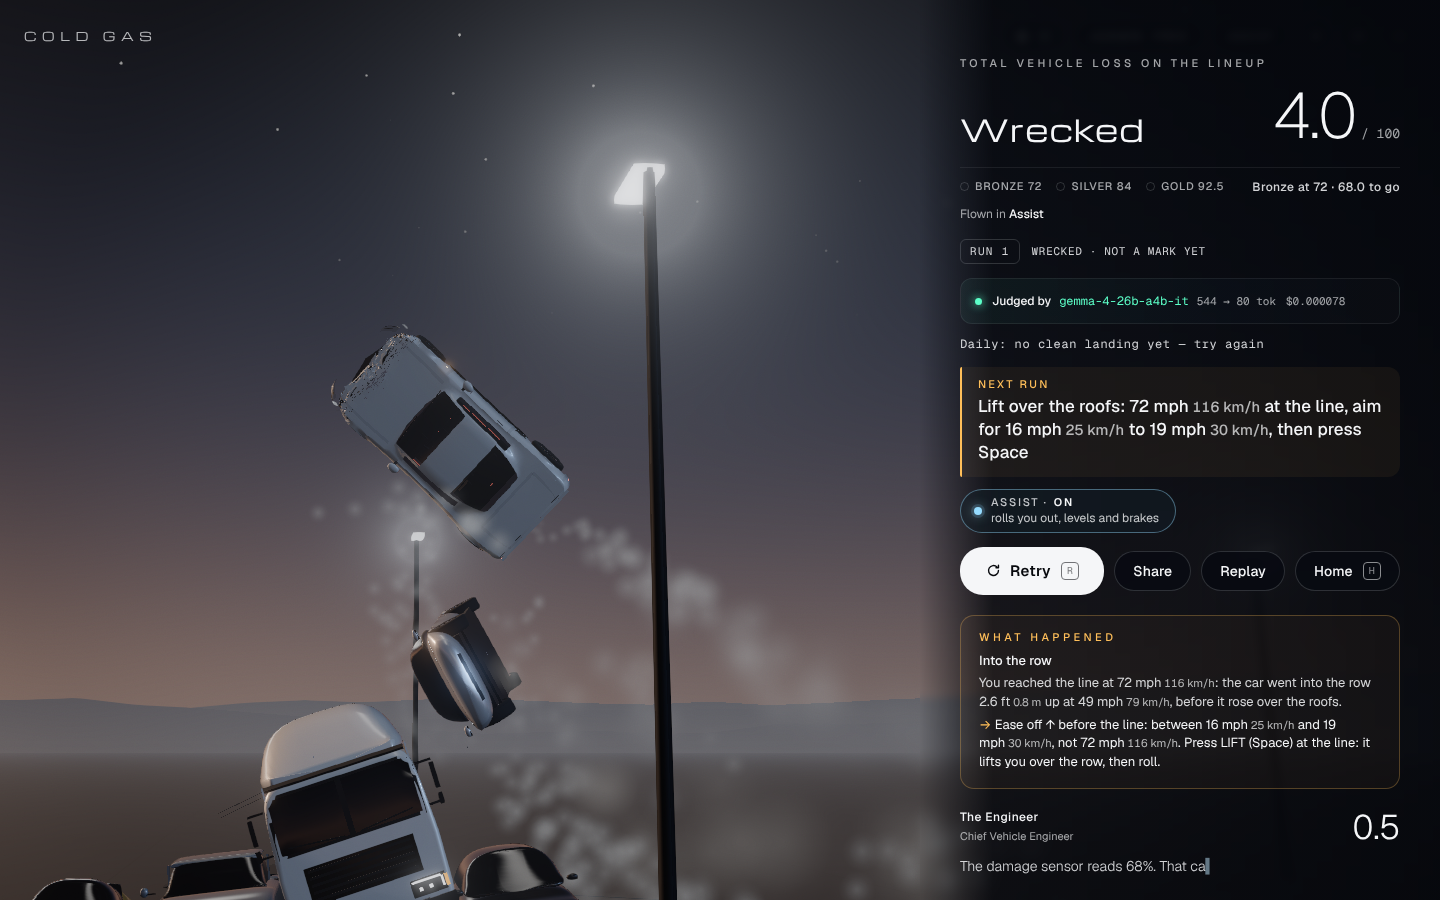 COLD GAS
TOTAL VEHICLE LOSS ON THE LINEUP
Wrecked
4.0 / 100
BRONZE 72 SILVER 84 GOLD 92.5 Bronze at 72 · 68.0 to go
Flown in Assist
RUN 1 WRECKED · NOT A MARK YET
Judged by gemma-4-26b-a4b-it 544 → 80 tok $0.000078
Daily: no clean landing yet — try again
NEXT RUN
Lift over the roofs: 72 mph 116 km/h at the line, aim
for 16 mph 25 km/h to 19 mph 30 km/h, then press
Space
ASSIST · ON
rolls you out, levels and brakes
Retry R Share Replay Home H
WHAT HAPPENED
Into the row
You reached the line at 72 mph 116 km/h: the car went into the row
2.6 ft 0.8 m up at 49 mph 79 km/h, before it rose over the roofs.
→ Ease off ↑ before the line: between 16 mph 25 km/h and 19
mph 30 km/h, not 72 mph 116 km/h. Press LIFT (Space) at the line: it
lifts you over the row, then roll.
The Engineer
Chief Vehicle Engineer
0.5
The damage sensor reads 68%. That ca